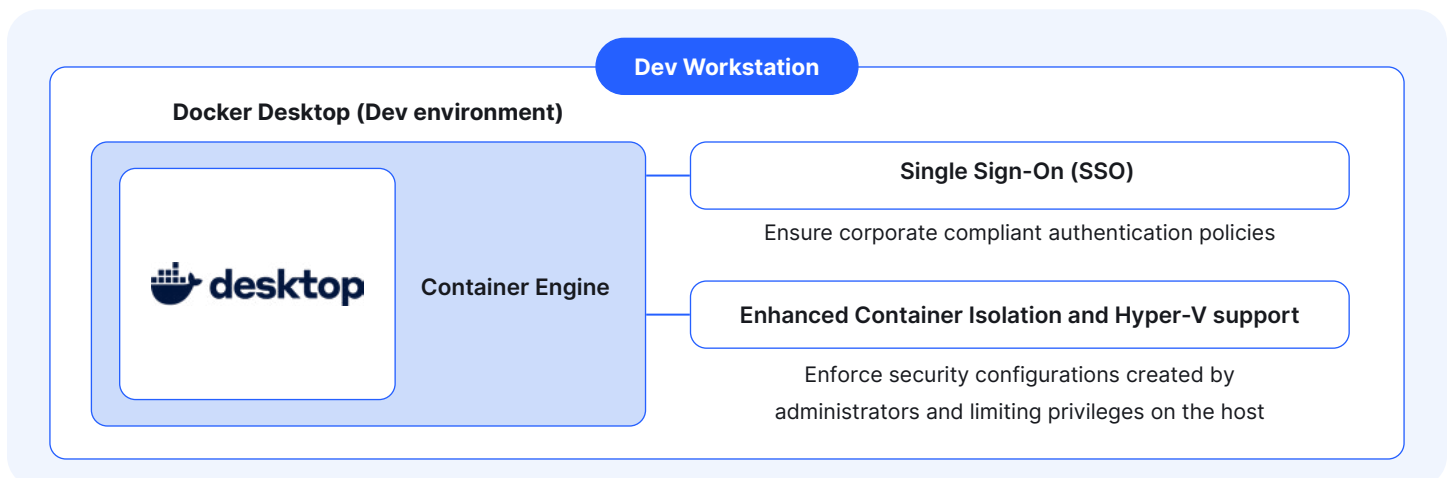 Dev Workstation
Docker Desktop (Dev environment)
desktop
Container Engine
Single Sign-On (SSO)
Ensure corporate compliant authentication policies
Enhanced Container Isolation and Hyper-V support
Enforce security configurations created by
administrators and limiting privileges on the host